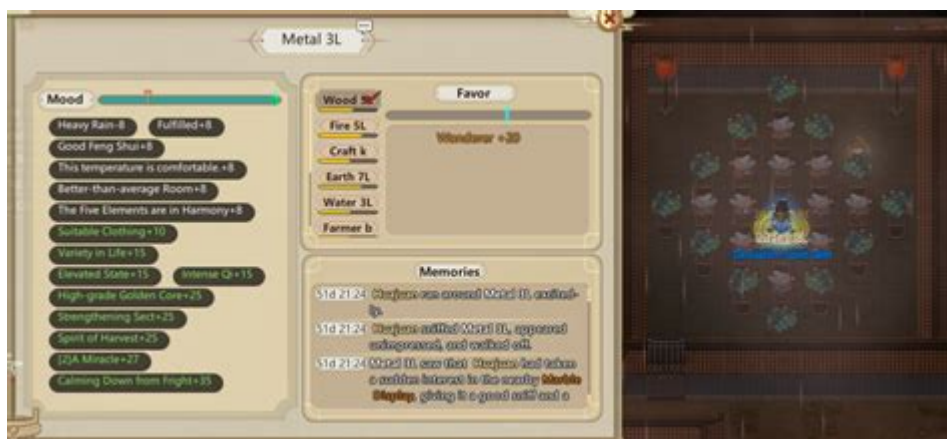 Metal 3L
Mood
Heavy Rain-8 Fulfilled+8
Good Feng Shui+8
This temperature is comfortable.+8
Better-than-average Room+8
The Five Elements are in Harmony+8
Suitable Clothing+10
Variety in Life+15
Elevated State+15 Intense Qi+15
High-grade Golden Core+25
Strengthening Sect+25
Spirit of Harvest+25
[2]A Miracle+27
Calming Down from Fright+35
Favor
Wood
Fire 5L
Craft k
Earth 7L
Water 3L
Farmer b
Wanderer +20
Memories
51d 21:24 Huajuan ran around Metal 3L excited-
ly.
51d 21:24 Huajuan sniffed Metal 3L, appeared
unimpressed, and walked off.
51d 21:24 Metal 3L saw that Huajuan had taken
a sudden interest in the nearby Marble
Display, giving it a good sniff and a